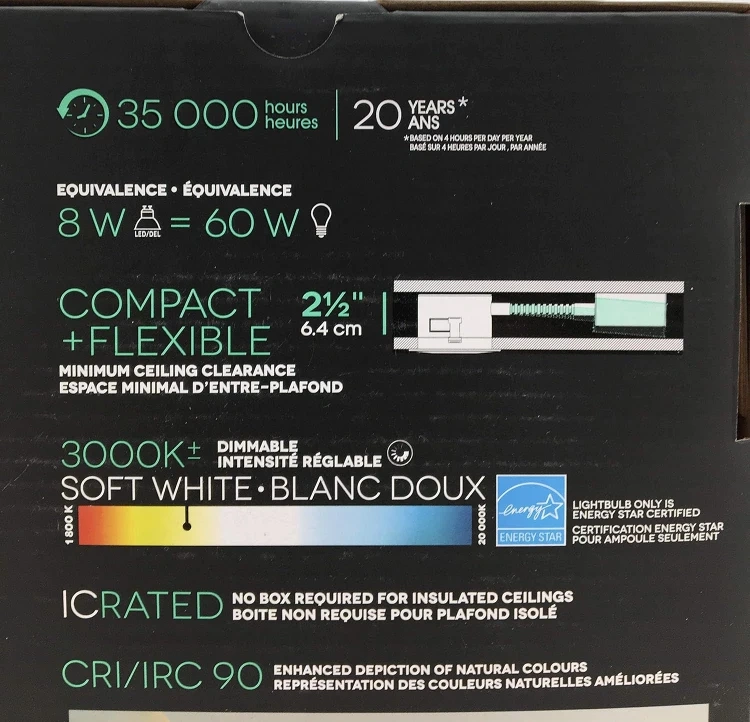 35 000 hours heures
20 YEARS* ANS
*BASED ON 4 HOURS PER DAY PER YEAR
BASÉ SUR 4 HEURES PAR JOUR, PAR ANNÉE
EQUIVALENCE • ÉQUIVALENCE
8 W LED/DEL = 60 W
COMPACT
+FLEXIBLE
2½"
6.4 cm
MINIMUM CEILING CLEARANCE
ESPACE MINIMAL D'ENTRE-PLAFOND
3000K±
DIMMABLE
INTENSITÉ RÉGLABLE
SOFT WHITE • BLANC DOUX
1 800 K
20 000K
energy
ENERGY STAR
LIGHTBULB ONLY IS
ENERGY STAR CERTIFIED
CERTIFICATION ENERGY STAR
POUR AMPOULE SEULEMENT
ICRATED
NO BOX REQUIRED FOR INSULATED CEILINGS
BOITE NON REQUISE POUR PLAFOND ISOLÉ
CRI/IRC 90
ENHANCED DEPICTION OF NATURAL COLOURS
REPRÉSENTATION DES COULEURS NATURELLES AMÉLIORÉES